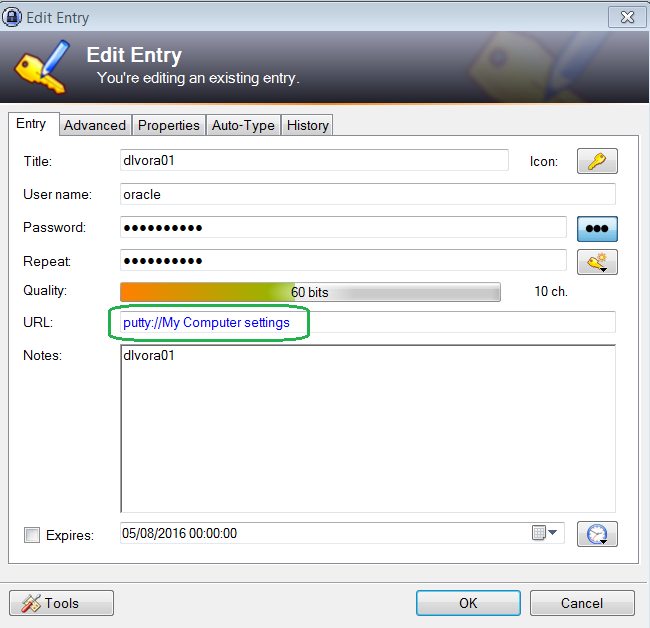 Edit Entry
Edit Entry
You're editing an existing entry.
Entry Advanced Properties Auto-Type History
Title: dlvora01 Icon:
User name: oracle
Password: ●●●●●●●●●● ●●●
Repeat: ●●●●●●●●●●
Quality: 60 bits 10 ch.
URL: putty://My Computer settings
Notes: dlvora01
Expires: 05/08/2016 00:00:00
Tools OK Cancel